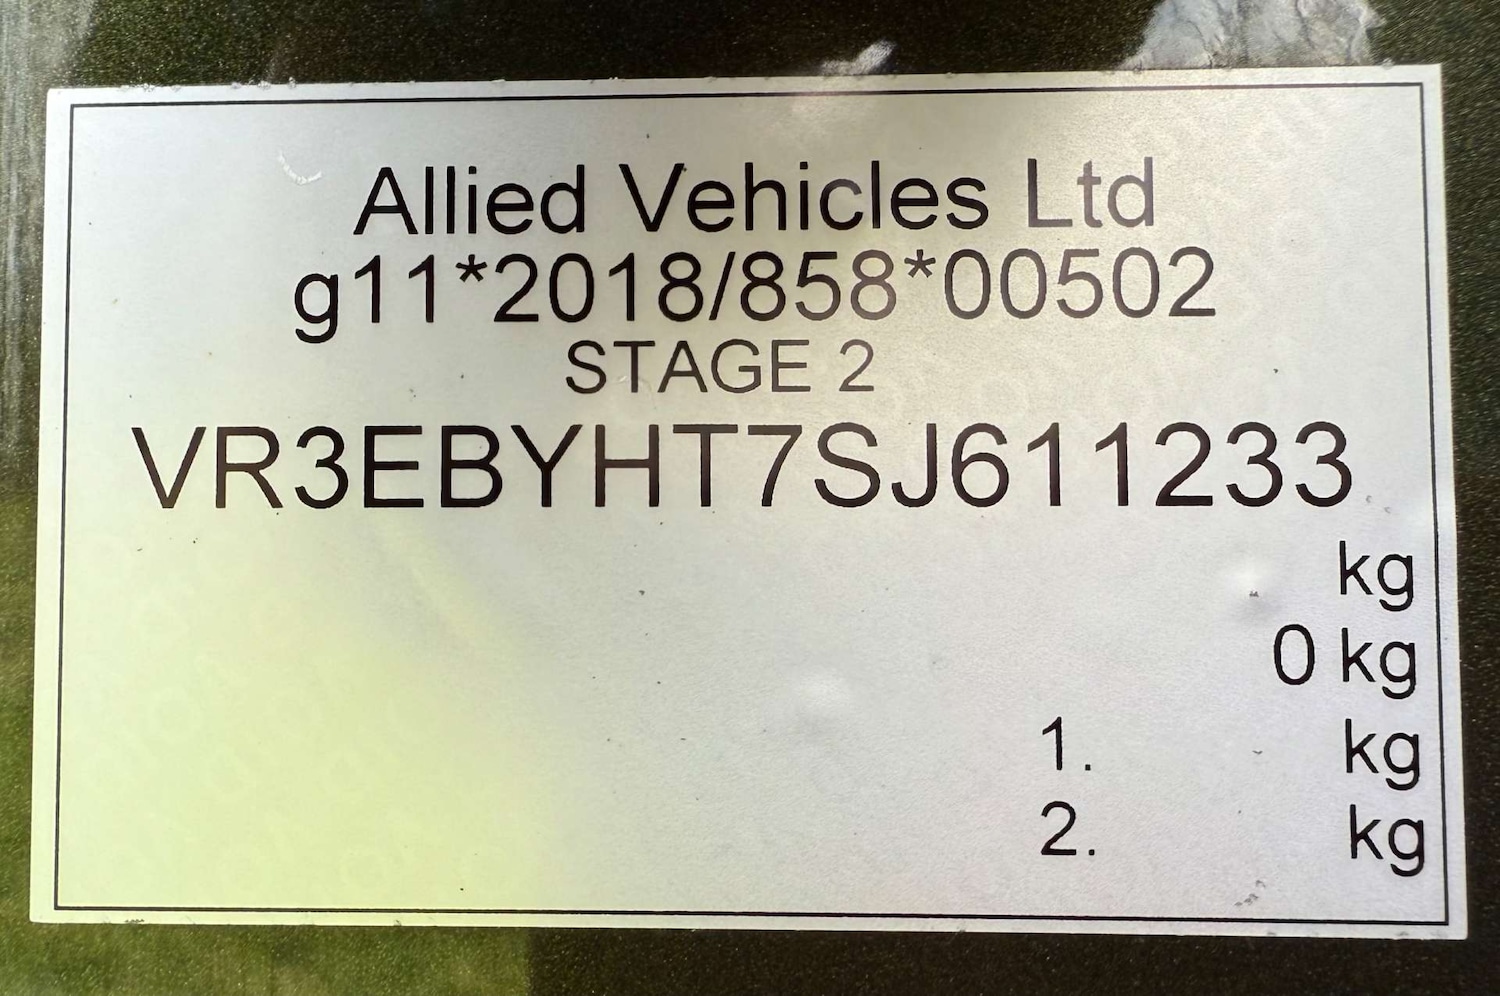 Allied Vehicles Ltd
g11*2018/858*00502
STAGE 2
VR3EBYHT7SJ611233
kg
0 kg
1. kg
2. kg